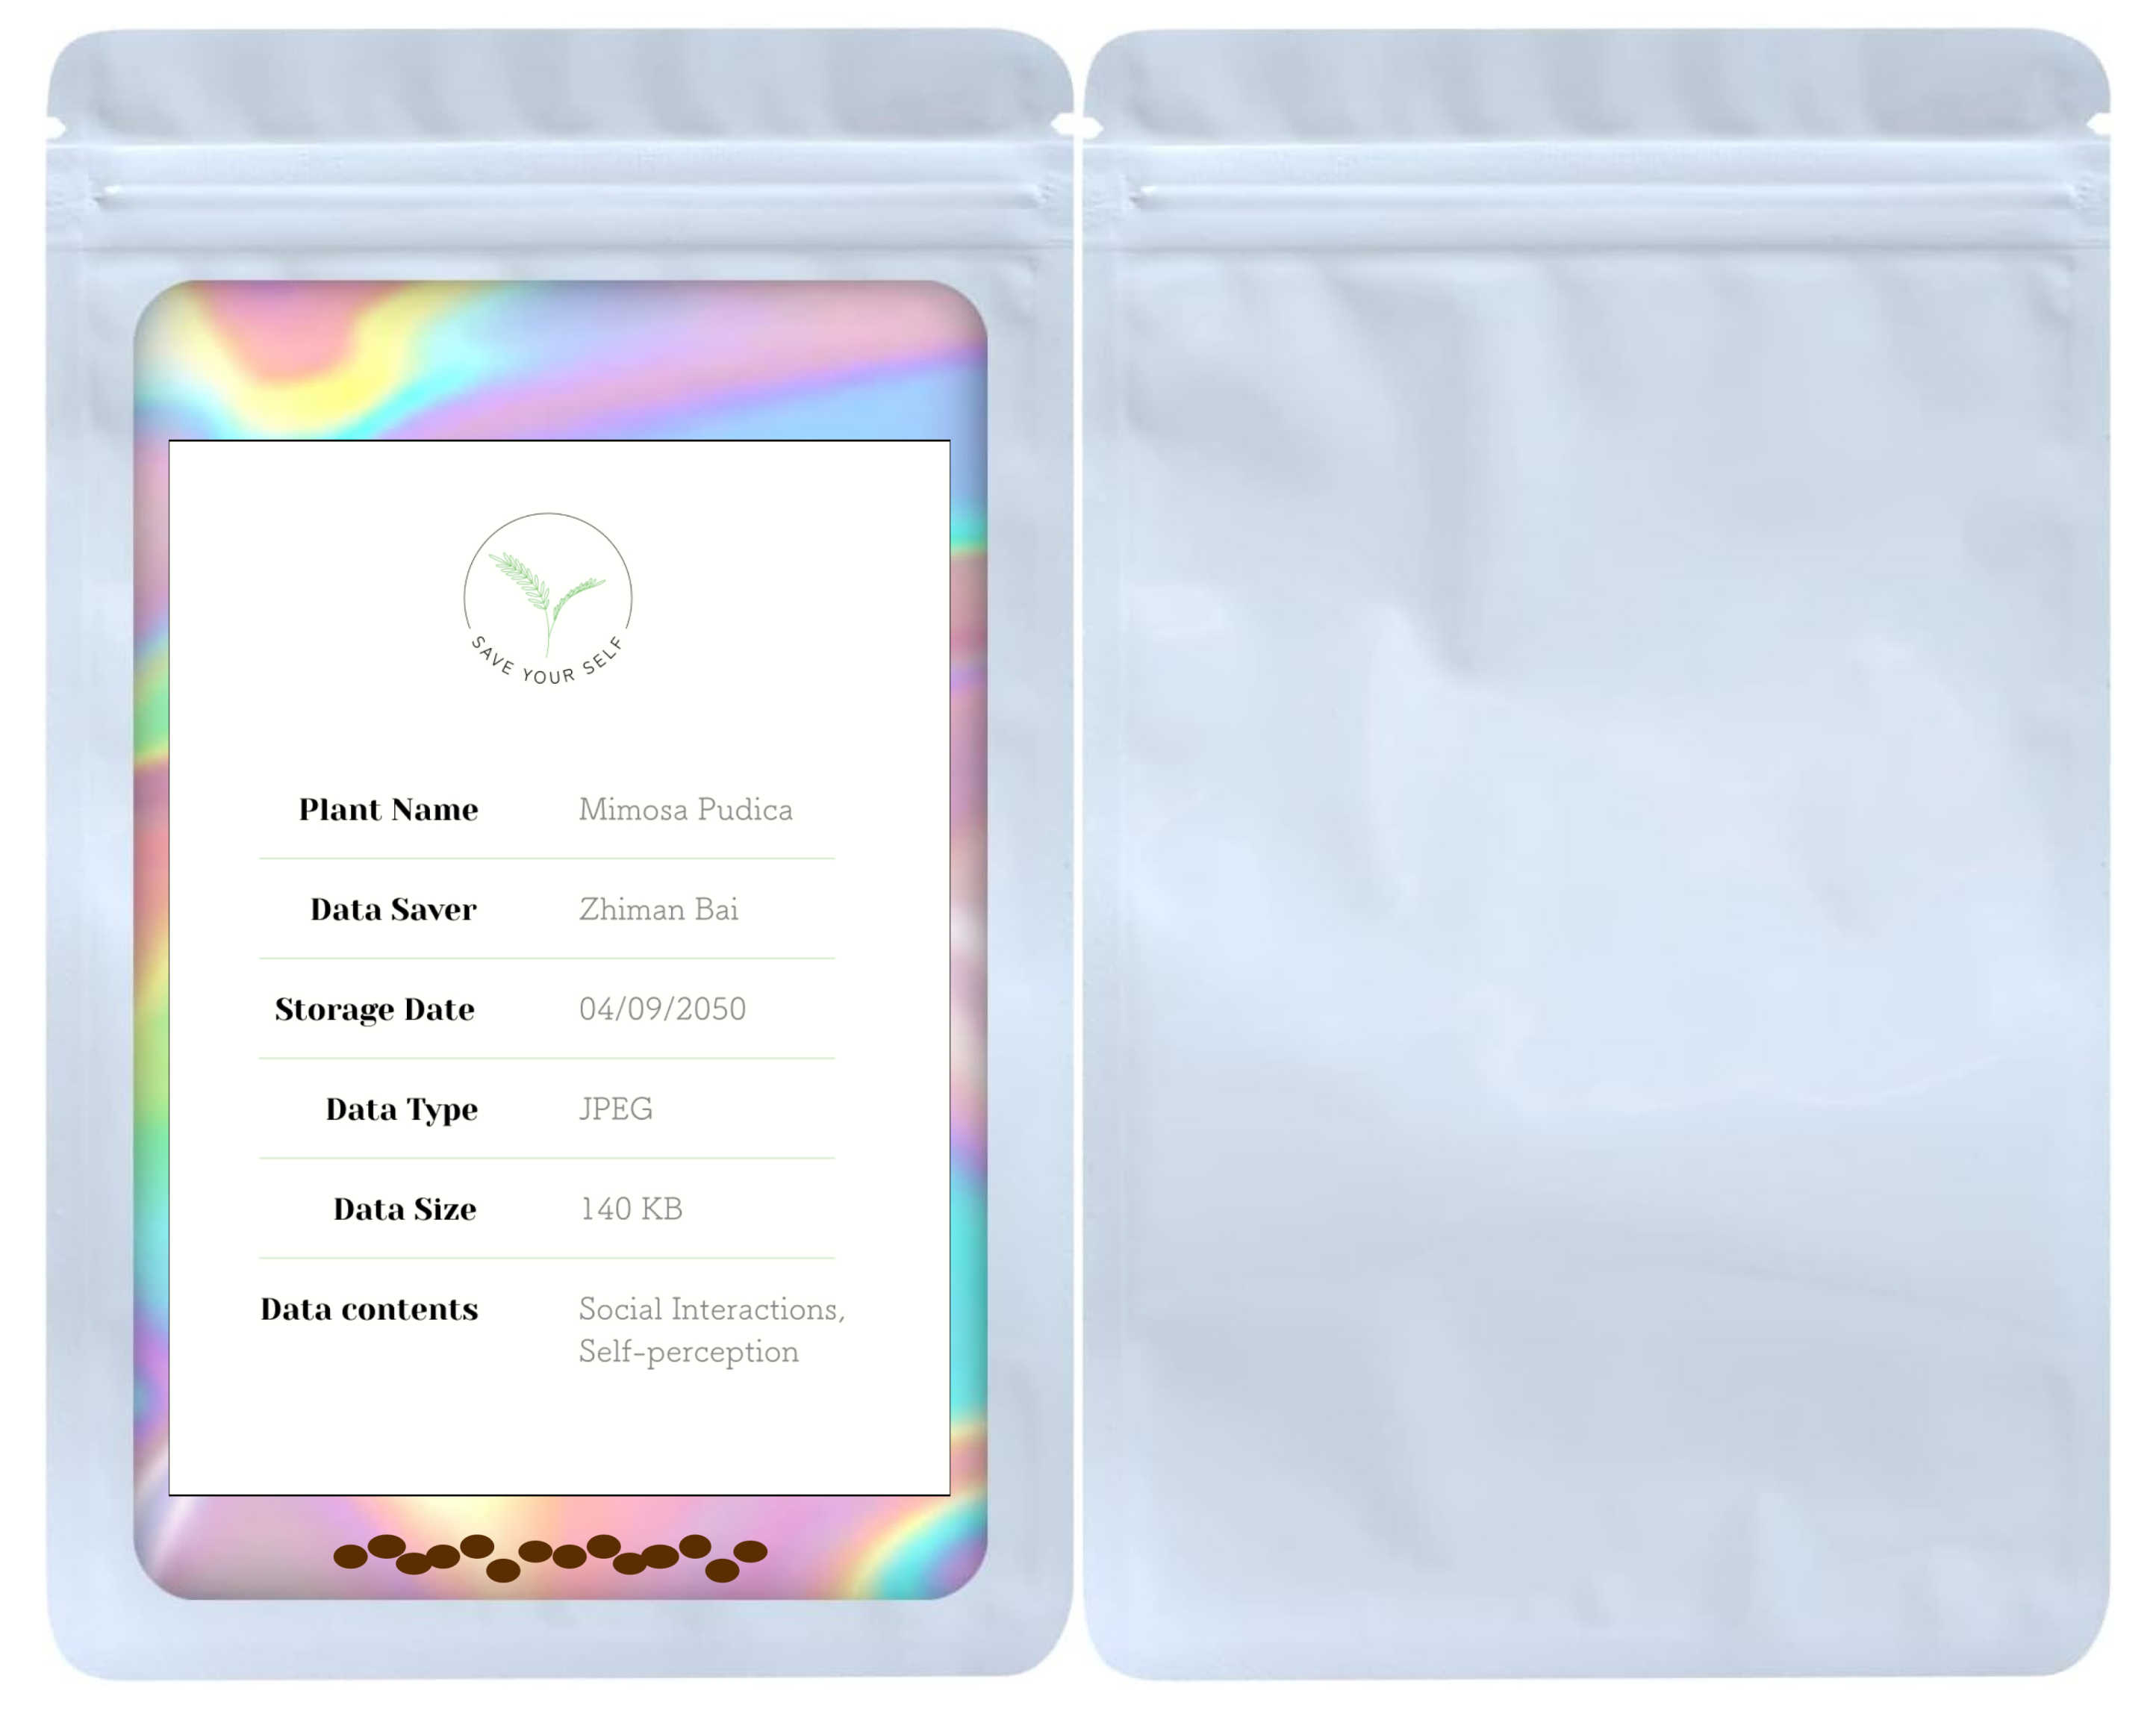 SAVE YOUR SELF
Plant Name Mimosa Pudica
Data Saver Zhiman Bai
Storage Date 04/09/2050
Data Type JPEG
Data Size 140 KB
Data contents Social Interactions,
Self-perception